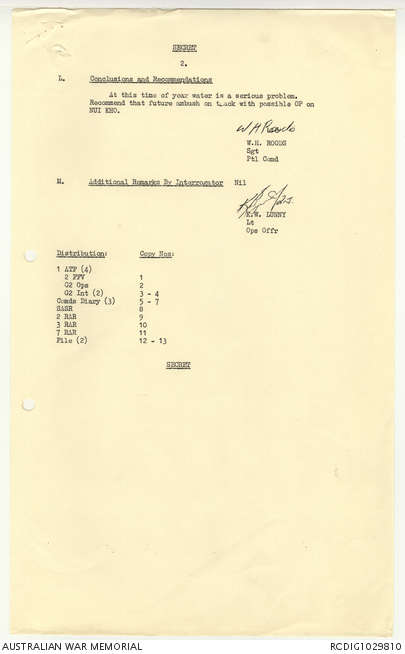 SECRET
2.
L. Conclusions and Recommendations
At this time of year water is a serious problem.
Recommend that future ambush on track with possible OP on
NUI KHO.
W H Roods
W.H. ROODS
Sgt
Ptl Comd
M. Additional Remarks By Interrogator Nil
K.W. LUNNY
Lt
Ops Offr
Distribution: Copy Nos:
1 ATF (4)
2 FFV 1
G2 Ops 2
G2 Int (2) 3 - 4
Comds Diary (3) 5 - 7
SASR 8
2 RAR 9
3 RAR 10
7 RAR 11
File (2) 12 - 13
SECRET
AUSTRALIAN WAR MEMORIAL RCDIG1029810